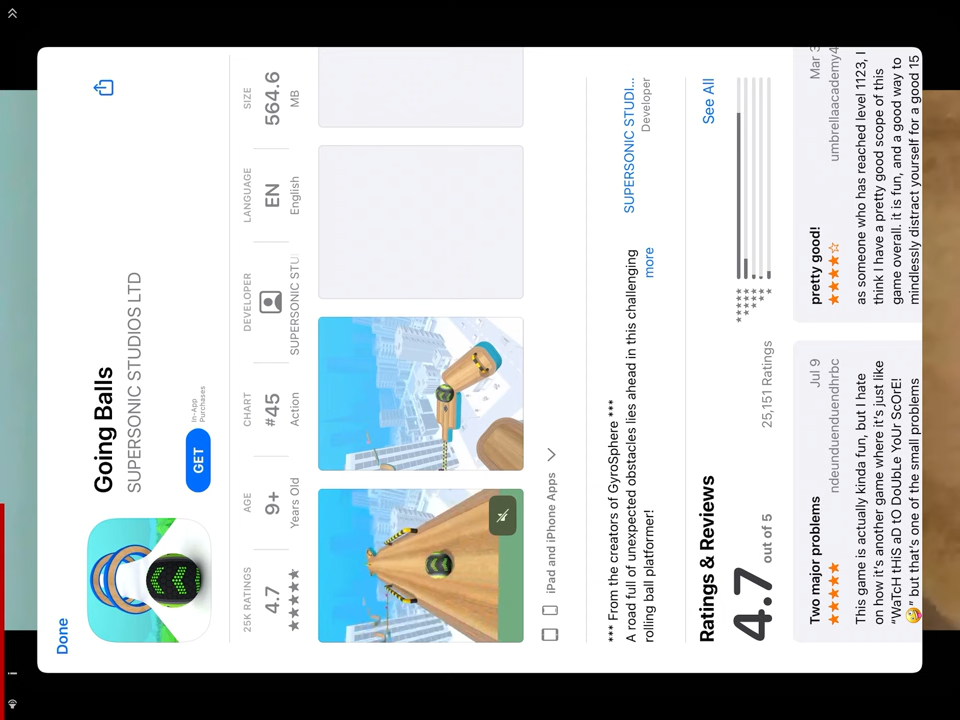 Done
Going Balls
SUPERSONIC STUDIOS LTD
GET
In-App
Purchases
25K RATINGS
4.7
★★★★★
AGE
9+
Years Old
CHART
#45
Action
DEVELOPER
SUPERSONIC STU
LANGUAGE
EN
English
SIZE
564.6
MB
iPad and iPhone Apps
*** From the creators of GyroSphere ***
A road full of unexpected obstacles lies ahead in this challenging
rolling ball platformer!
more
SUPERSONIC STUDI...
Developer
Ratings & Reviews
See All
4.7
out of 5
25,151 Ratings
Two major problems
Jul 9
★★★★★
ndeunduenduendhrbc
This game is actually kinda fun, but I hate
on how it's another game where it's just like
"WaTcH tHiS aD tO DoUbLe YoUr ScOrE!
🤪" but that's one of the small problems
pretty good!
Mar 3
★★★★☆
umbrellaacademy4
as someone who has reached level 1123, I
think I have a pretty good scope of this
game overall. it is fun, and a good way to
mindlessly distract yourself for a good 15